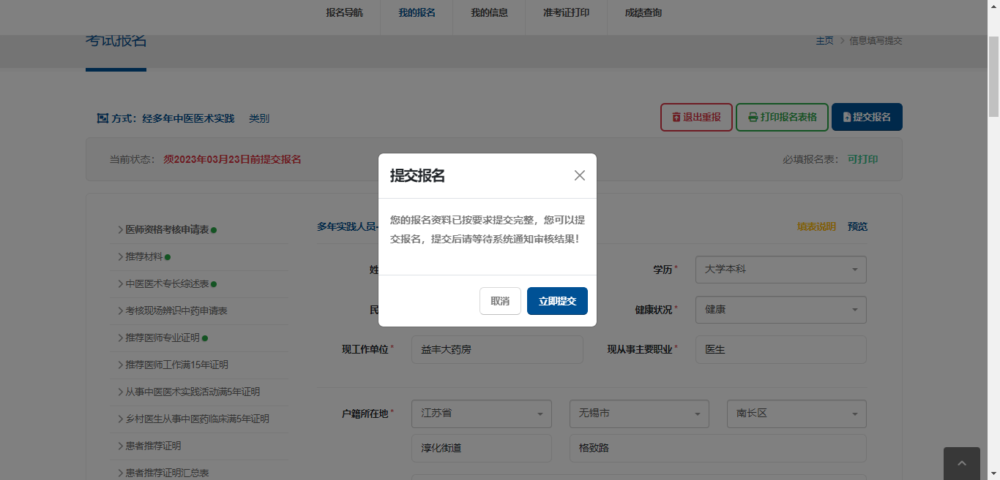 报名导航 我的报名 我的信息 准考证打印 成绩查询
考试报名 主页 > 信息填写提交
方式：经多年中医医术实践 类别 退出重报 打印报名表格 提交报名
当前状态： 须2023年03月23日前提交报名 必填报名表： 可打印
提交报名
您的报名资料已按要求提交完整，您可以提
交报名，提交后请等待系统通知审核结果！
取消 立即提交
医师资格考核申请表
推荐材料
中医医术专长综述表
考核现场辨识中药申请表
推荐医师专业证明
推荐医师工作满15年证明
从事中医医术实践活动满5年证明
乡村医生从事中医药临床满5年证明
患者推荐证明
患者推荐证明汇总表
多年实践人员- 填表说明 预览
姓 学历* 大学本科
民 健康状况* 健康
现工作单位* 益丰大药房 现从事主要职业* 医生
户籍所在地* 江苏省 无锡市 南长区
淳化街道 格致路